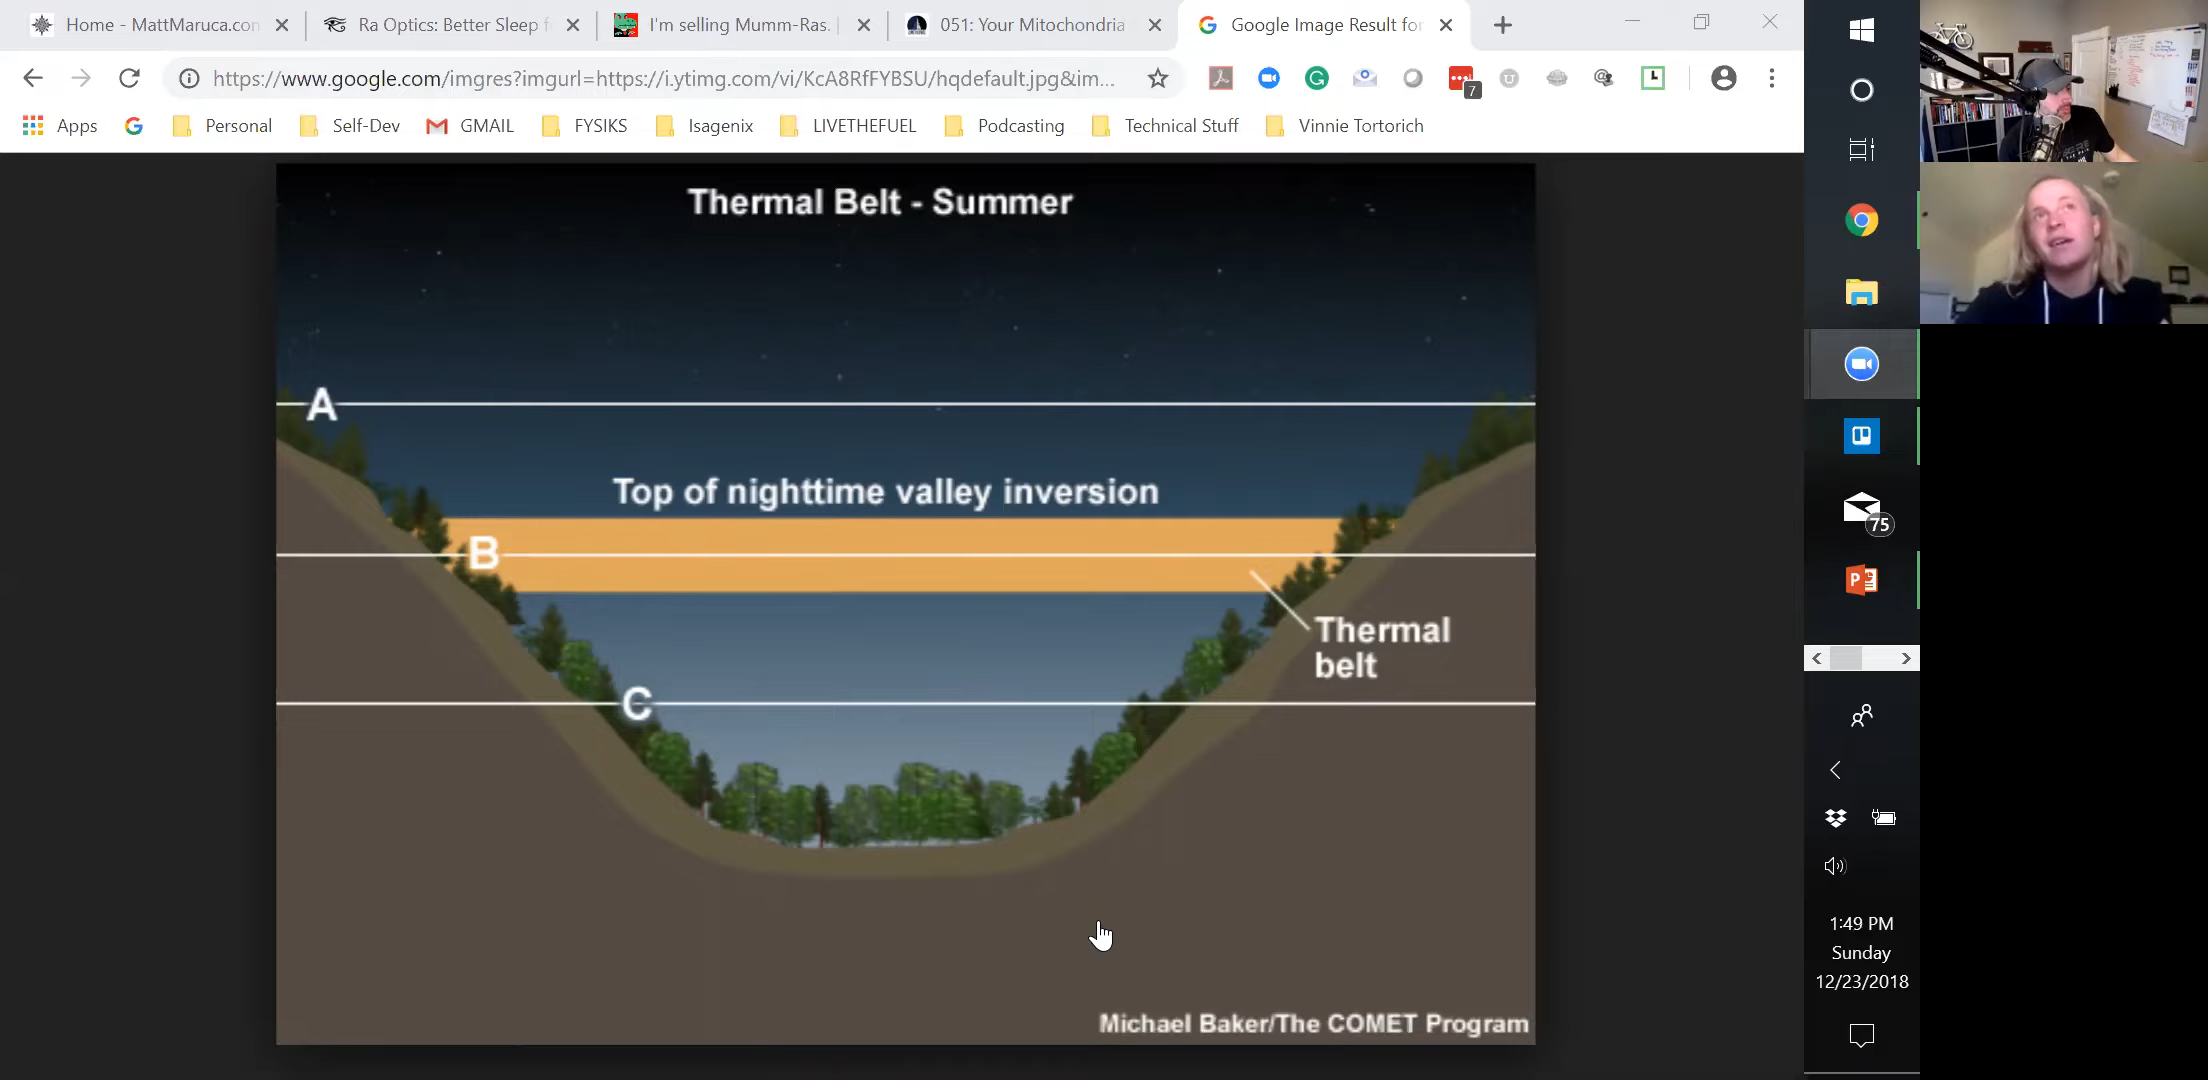 Home - MattMaruca.con
Ra Optics: Better Sleep f
I'm selling Mumm-Ras. |
051: Your Mitochondria
Google Image Result for
https://www.google.com/imgres?imgurl=https://i.ytimg.com/vi/KcA8RfFYBSU/hqdefault.jpg&im...
7
Apps
Personal
Self-Dev
GMAIL
FYSIKS
Isagenix
LIVETHEFUEL
Podcasting
Technical Stuff
Vinnie Tortorich
Thermal Belt - Summer
A
Top of nighttime valley inversion
B
Thermal
belt
C
Michael Baker/The COMET Program
75
1:49 PM
Sunday
12/23/2018